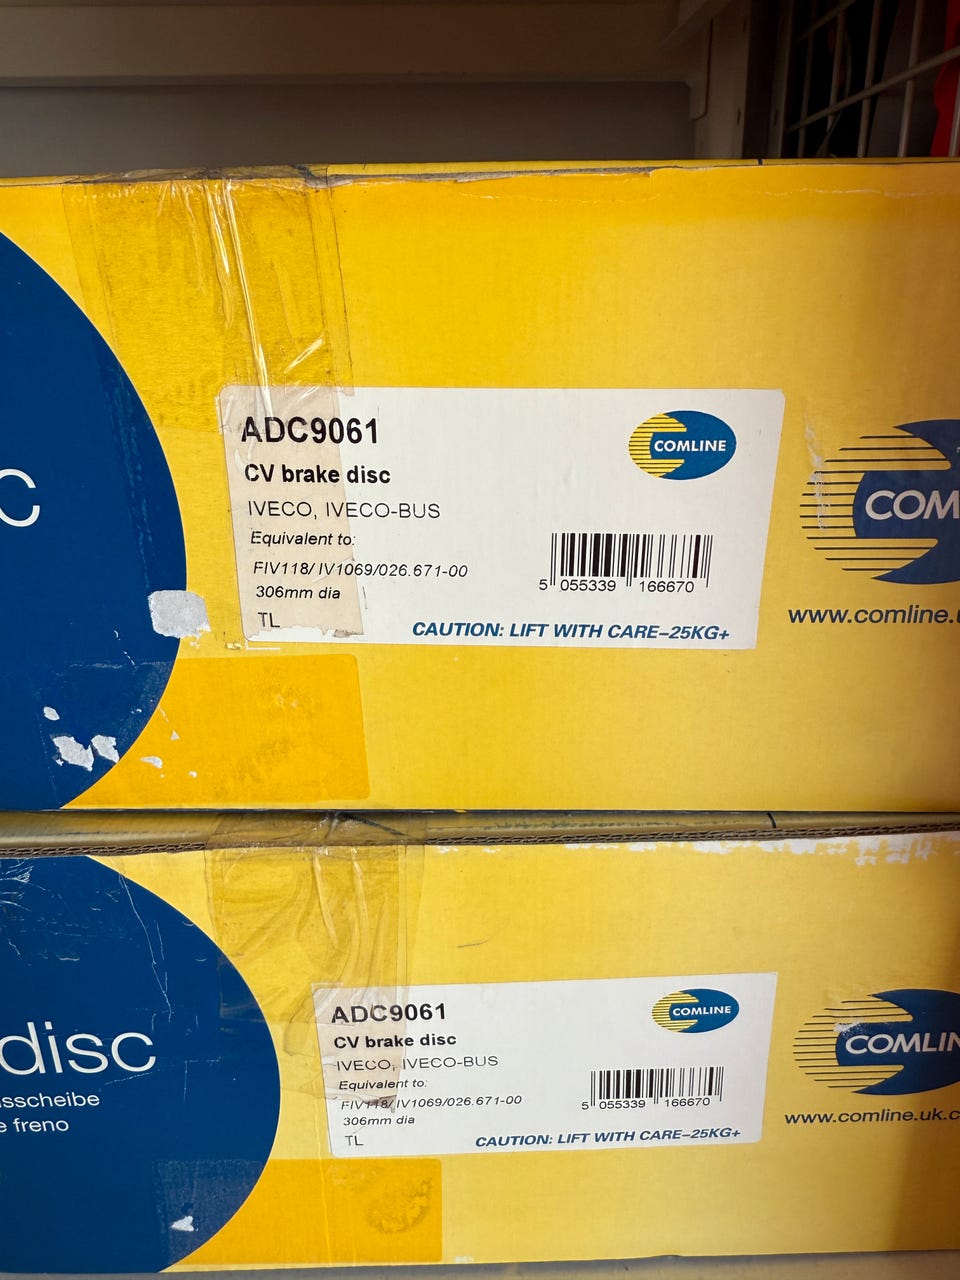 c
ADC9061
CV brake disc
IVECO, IVECO-BUS
Equivalent to:
FIV118/ IV1069/026.671-00
306mm dia
TL
COMLINE
5 055339 166670
CAUTION: LIFT WITH CARE–25KG+
COM
www.comline.u
disc
sscheibe
e freno
ADC9061
CV brake disc
IVECO, IVECO-BUS
Equivalent to:
FIV118/ IV1069/026.671-00
306mm dia
TL
COMLINE
5 055339 166670
CAUTION: LIFT WITH CARE–25KG+
COMLIN
www.comline.uk.c